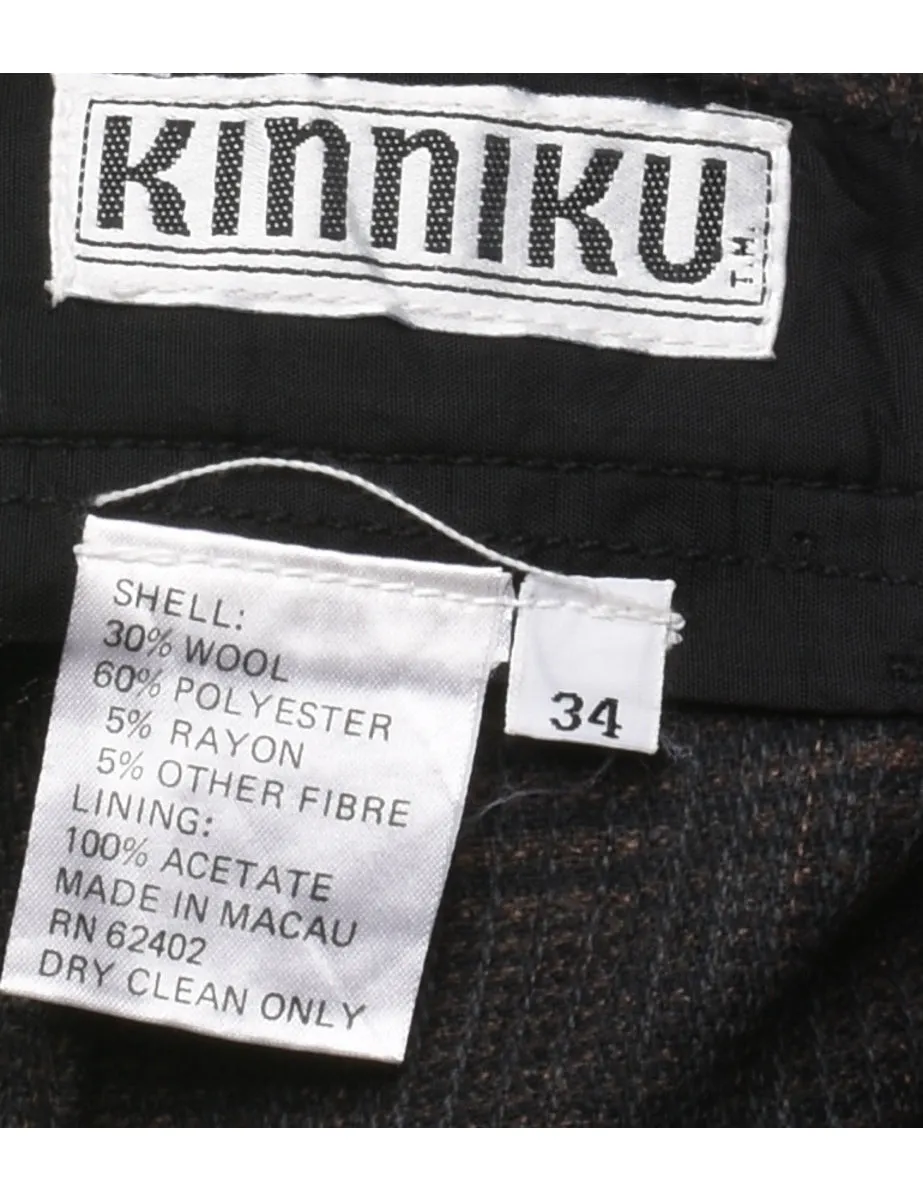 KINNIKU
T.M.
SHELL:
30% WOOL
60% POLYESTER
5% RAYON
5% OTHER FIBRE
LINING:
100% ACETATE
MADE IN MACAU
RN 62402
DRY CLEAN ONLY
34